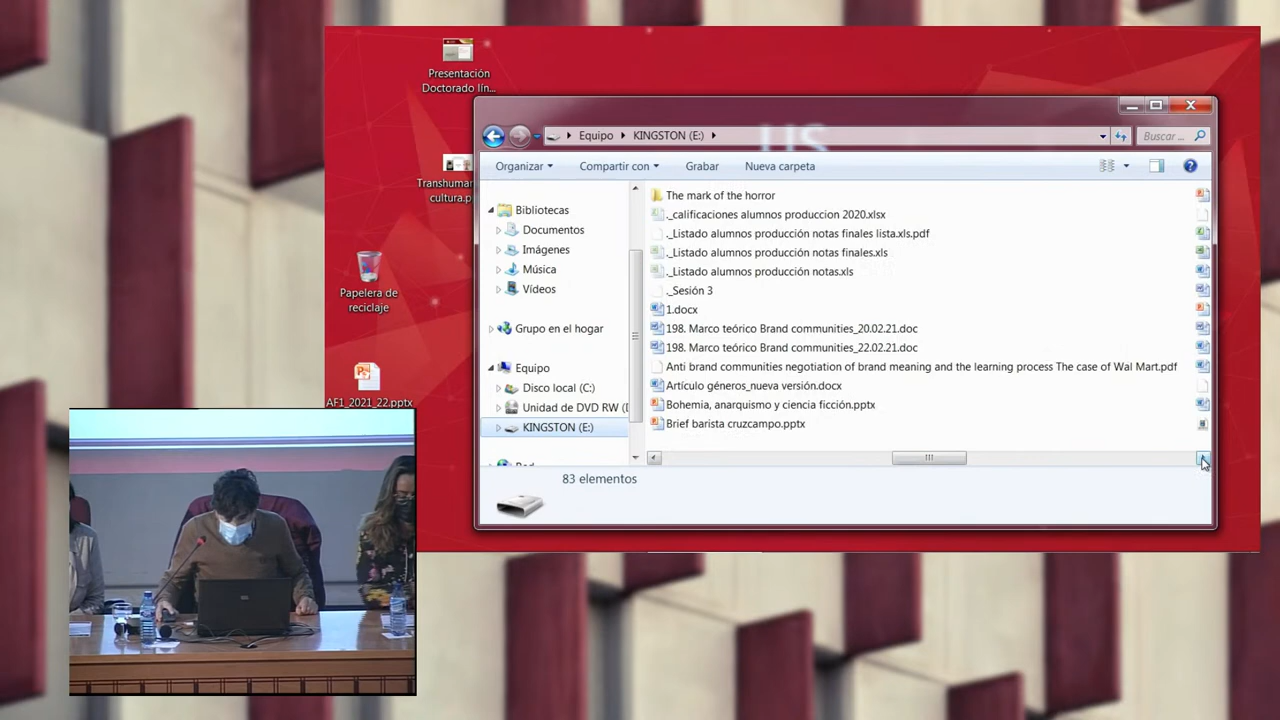 Presentación
Doctorado lín...
Transhuman
cultura.p
Papelera de
reciclaje
AF1_2021_22.pptx
US
Equipo
KINGSTON (E:)
Buscar ...
Organizar
Compartir con
Grabar
Nueva carpeta
Bibliotecas
Documentos
Imágenes
Música
Vídeos
Grupo en el hogar
Equipo
Disco local (C:)
Unidad de DVD RW (
KINGSTON (E:)
Red
The mark of the horror
._calificaciones alumnos produccion 2020.xlsx
._Listado alumnos producción notas finales lista.xls.pdf
._Listado alumnos producción notas finales.xls
._Listado alumnos producción notas.xls
._Sesión 3
1.docx
198. Marco teórico Brand communities_20.02.21.doc
198. Marco teórico Brand communities_22.02.21.doc
Anti brand communities negotiation of brand meaning and the learning process The case of Wal Mart.pdf
Artículo géneros_nueva versión.docx
Bohemia, anarquismo y ciencia ficción.pptx
Brief barista cruzcampo.pptx
83 elementos